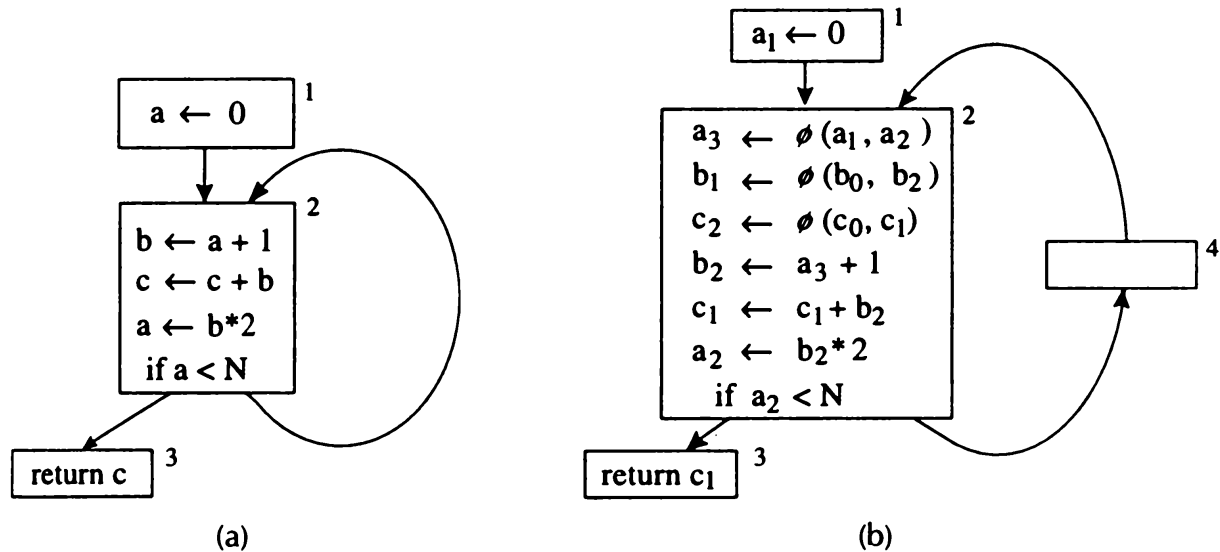 1
a ← 0
2
b ← a + 1
c ← c + b
a ← b*2
if a < N
3
return c
(a)
1
a₁ ← 0
2
a₃ ← ϕ(a₁, a₂)
b₁ ← ϕ(b₀, b₂)
c₂ ← ϕ(c₀, c₁)
b₂ ← a₃ + 1
c₁ ← c₁ + b₂
a₂ ← b₂* 2
if a₂ < N
4
3
return c₁
(b)